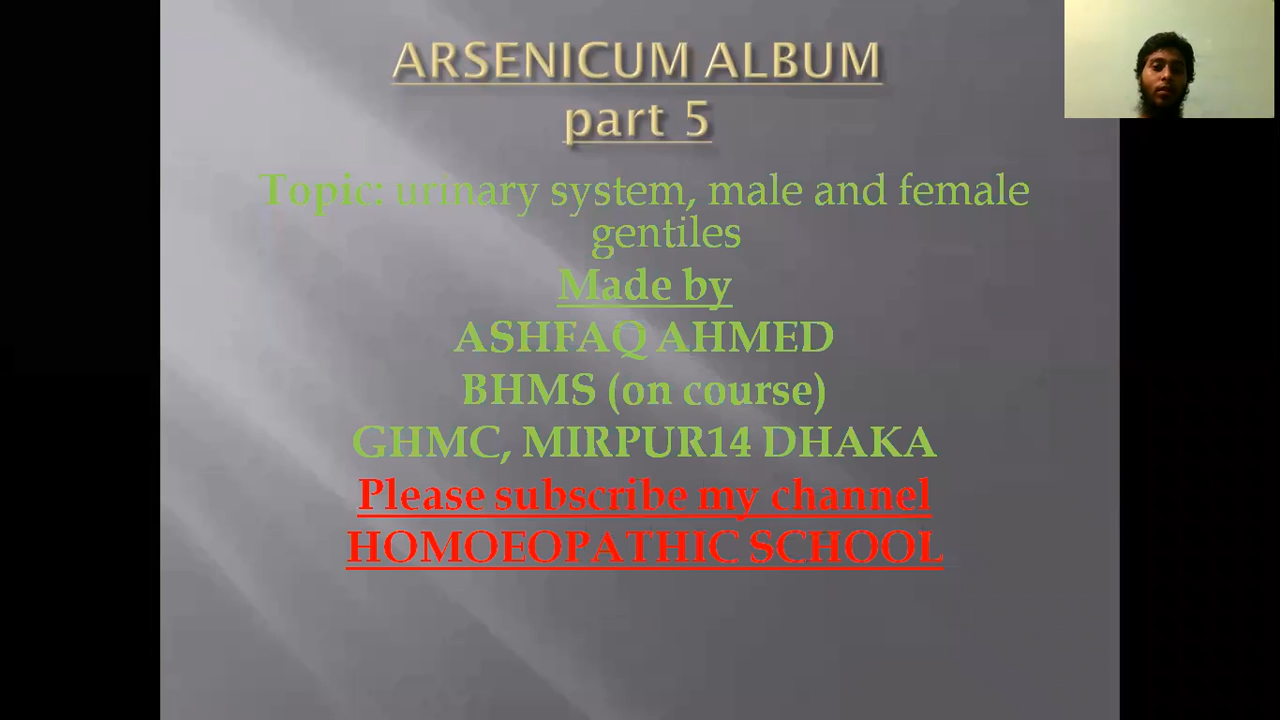 ARSENICUM ALBUM
part 5
Topic: urinary system, male and female
gentiles
Made by
ASHFAQ AHMED
BHMS (on course)
GHMC, MIRPUR14 DHAKA
Please subscribe my channel
HOMOEOPATHIC SCHOOL